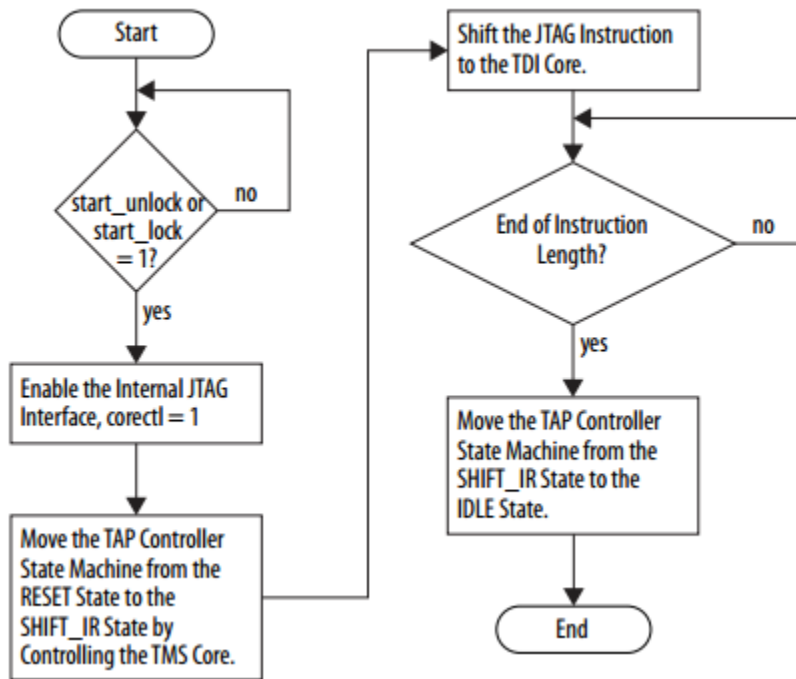 Start
start_unlock or
start_lock
= 1?
no
yes
Enable the Internal JTAG
Interface, corectl = 1
Move the TAP Controller
State Machine from the
RESET State to the
SHIFT_IR State by
Controlling the TMS Core.
Shift the JTAG Instruction
to the TDI Core.
End of Instruction
Length?
no
yes
Move the TAP Controller
State Machine from the
SHIFT_IR State to the
IDLE State.
End